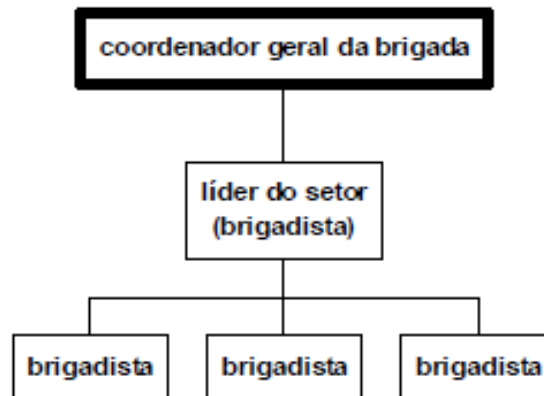 coordenador geral da brigada
líder do setor
(brigadista)
brigadista
brigadista
brigadista